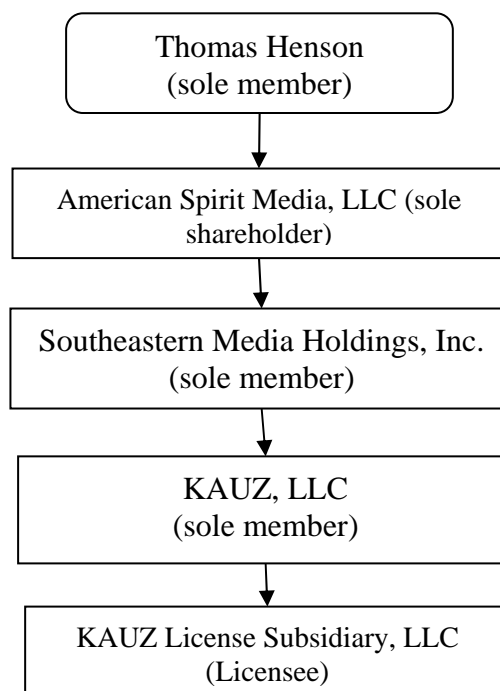 Thomas Henson
(sole member)
American Spirit Media, LLC (sole
shareholder)
Southeastern Media Holdings, Inc.
(sole member)
KAUZ, LLC
(sole member)
KAUZ License Subsidiary, LLC
(Licensee)